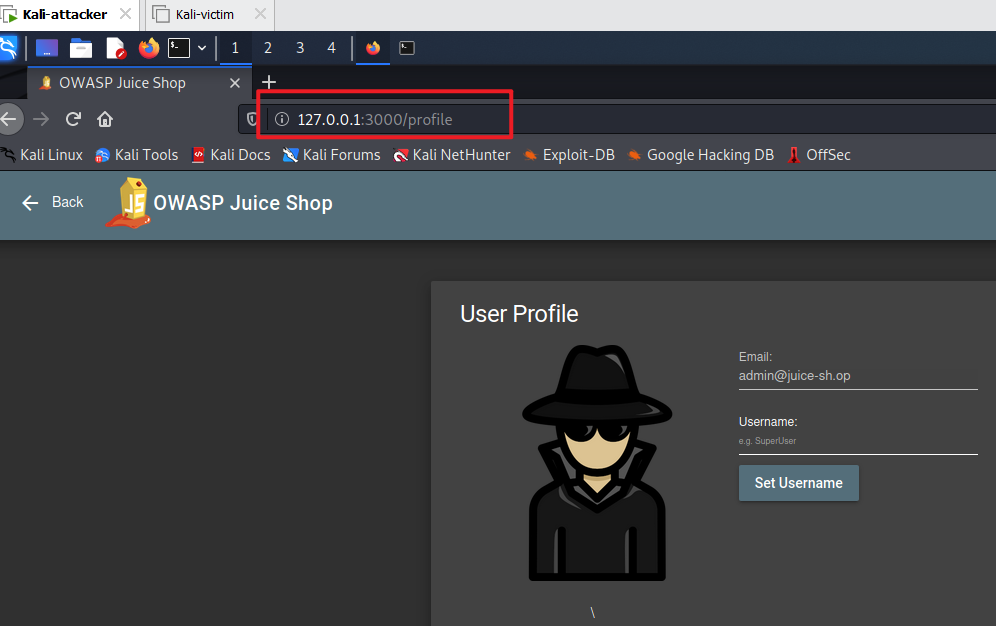 Kali-attacker Kali-victim
1 2 3 4
OWASP Juice Shop
127.0.0.1:3000/profile
Kali Linux Kali Tools Kali Docs Kali Forums Kali NetHunter Exploit-DB Google Hacking DB OffSec
Back JS OWASP Juice Shop
User Profile
Email:
admin@juice-sh.op
Username:
e.g. SuperUser
Set Username
\